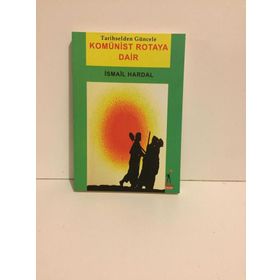 Tarihselden Güncele
KOMÜNİST ROTAYA
DAİR
İSMAİL HARDAL